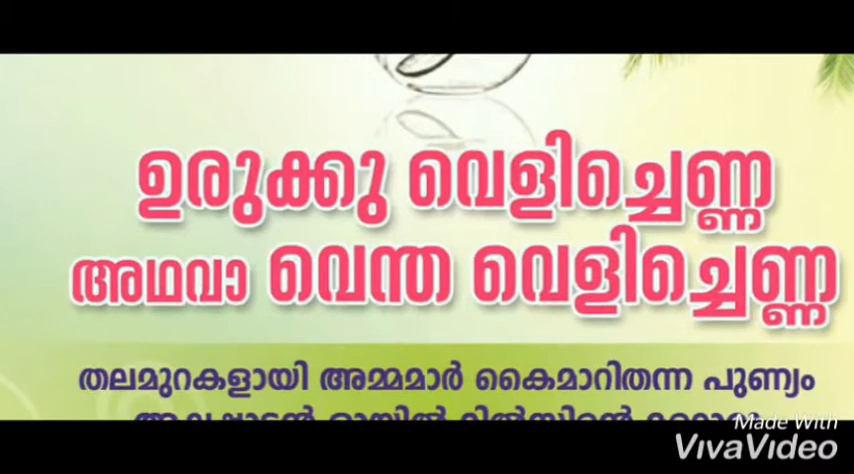 ഉരുക്കു വെളിച്ചെണ്ണ
അഥവാ വെന്ത വെളിച്ചെണ്ണ
തലമുറകളായി അമ്മമാർ കൈമാറിതന്ന പുണ്യം
Made With
VivaVideo